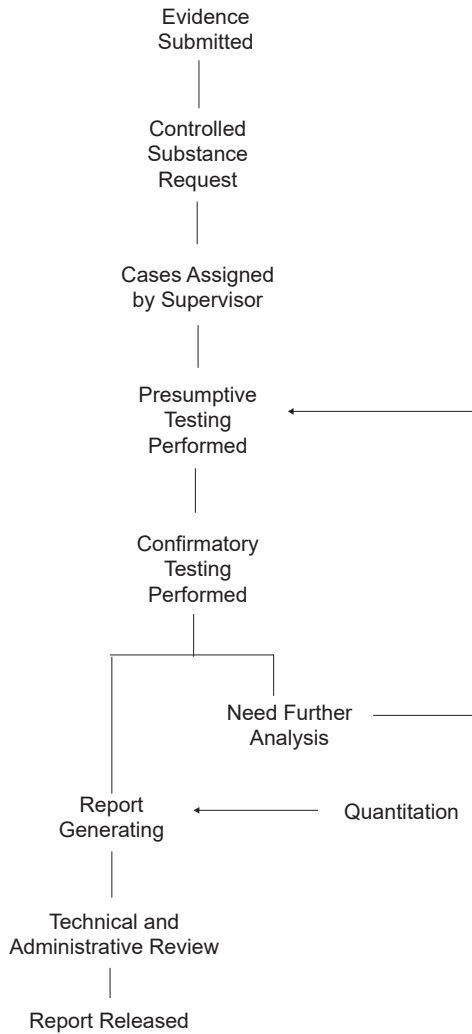 Evidence
Submitted
Controlled
Substance
Request
Cases Assigned
by Supervisor
Presumptive
Testing
Performed
Confirmatory
Testing
Performed
Need Further
Analysis
Report
Generating
Quantitation
Technical and
Administrative Review
Report Released